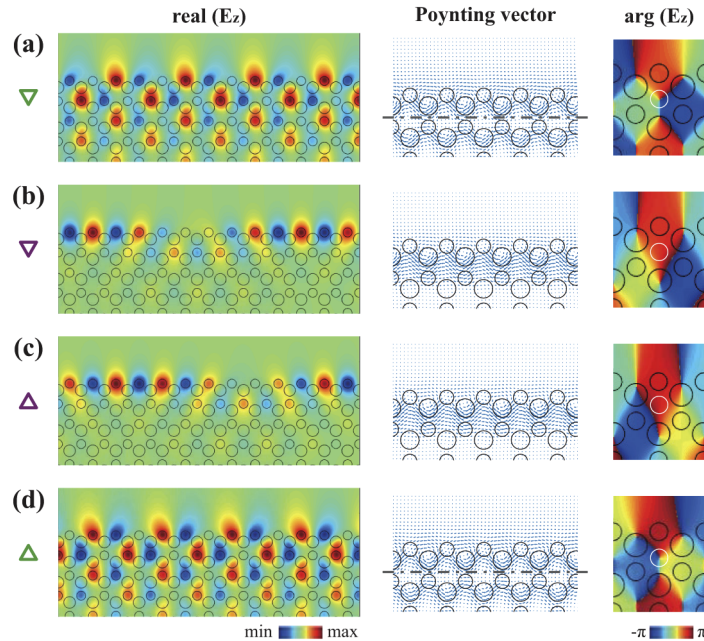 real (Ez) Poynting vector arg (Ez)
(a)
(b)
(c)
(d)
min max -π π